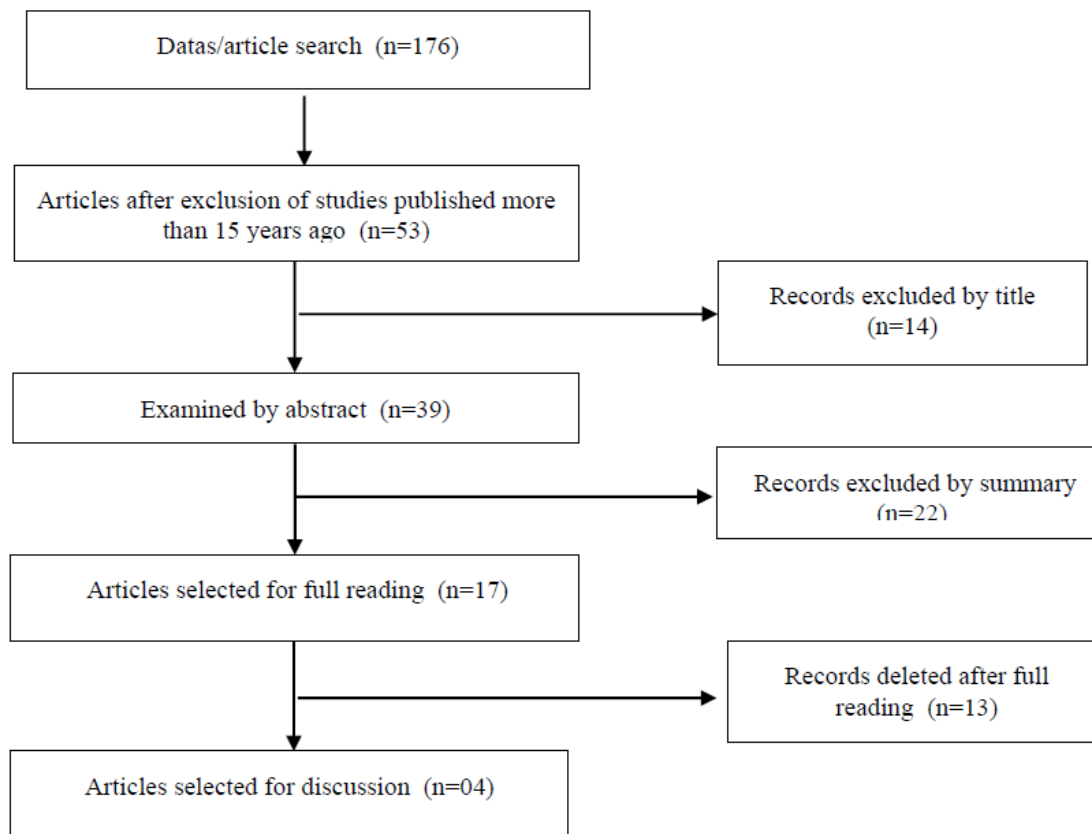 Datas/article search (n=176)
Articles after exclusion of studies published more
than 15 years ago (n=53)
Records excluded by title
(n=14)
Examined by abstract (n=39)
Records excluded by summary
(n=22)
Articles selected for full reading (n=17)
Records deleted after full
reading (n=13)
Articles selected for discussion (n=04)